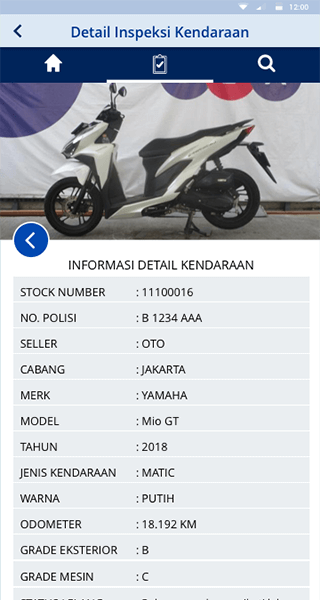 12:00
Detail Inspeksi Kendaraan
INFORMASI DETAIL KENDARAAN
STOCK NUMBER : 11100016
NO. POLISI : B 1234 AAA
SELLER : OTO
CABANG : JAKARTA
MERK : YAMAHA
MODEL : Mio GT
TAHUN : 2018
JENIS KENDARAAN : MATIC
WARNA : PUTIH
ODOMETER : 18.192 KM
GRADE EKSTERIOR : B
GRADE MESIN : C